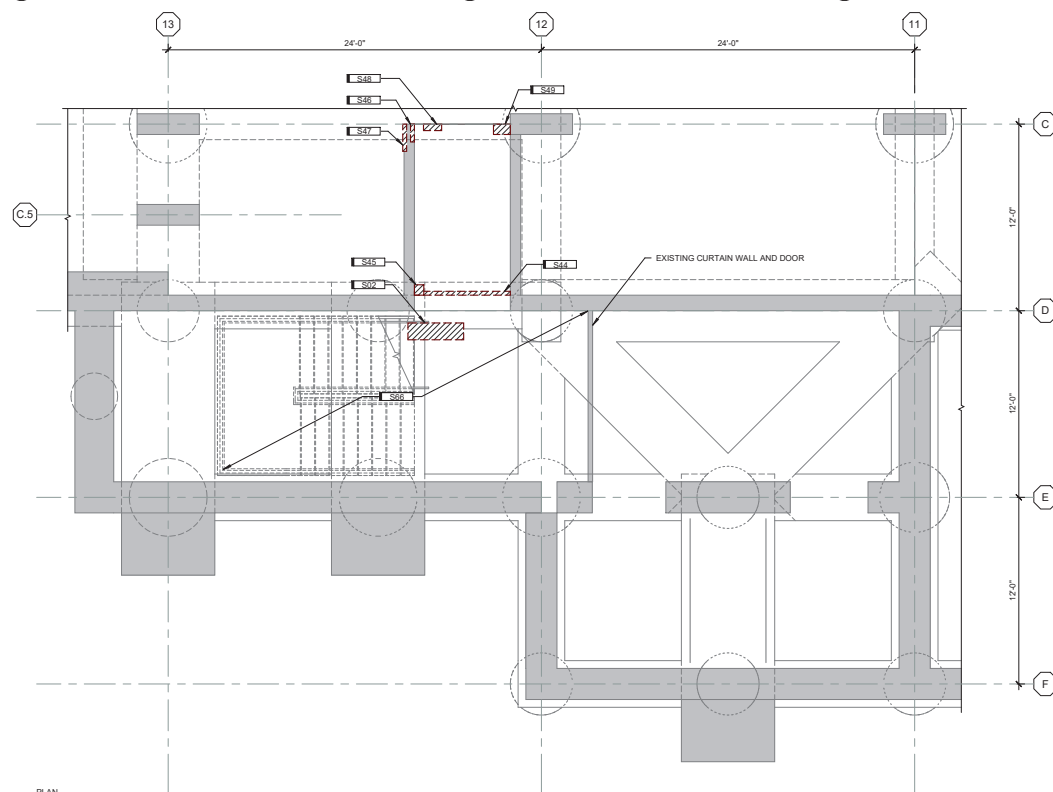 13
12
11
24'-0"
24'-0"
S48
S49
S46
C
S47
12'-0"
C.5
S45
S44
EXISTING CURTAIN WALL AND DOOR
S02
D
12'-0"
S66
E
12'-0"
F
PLAN